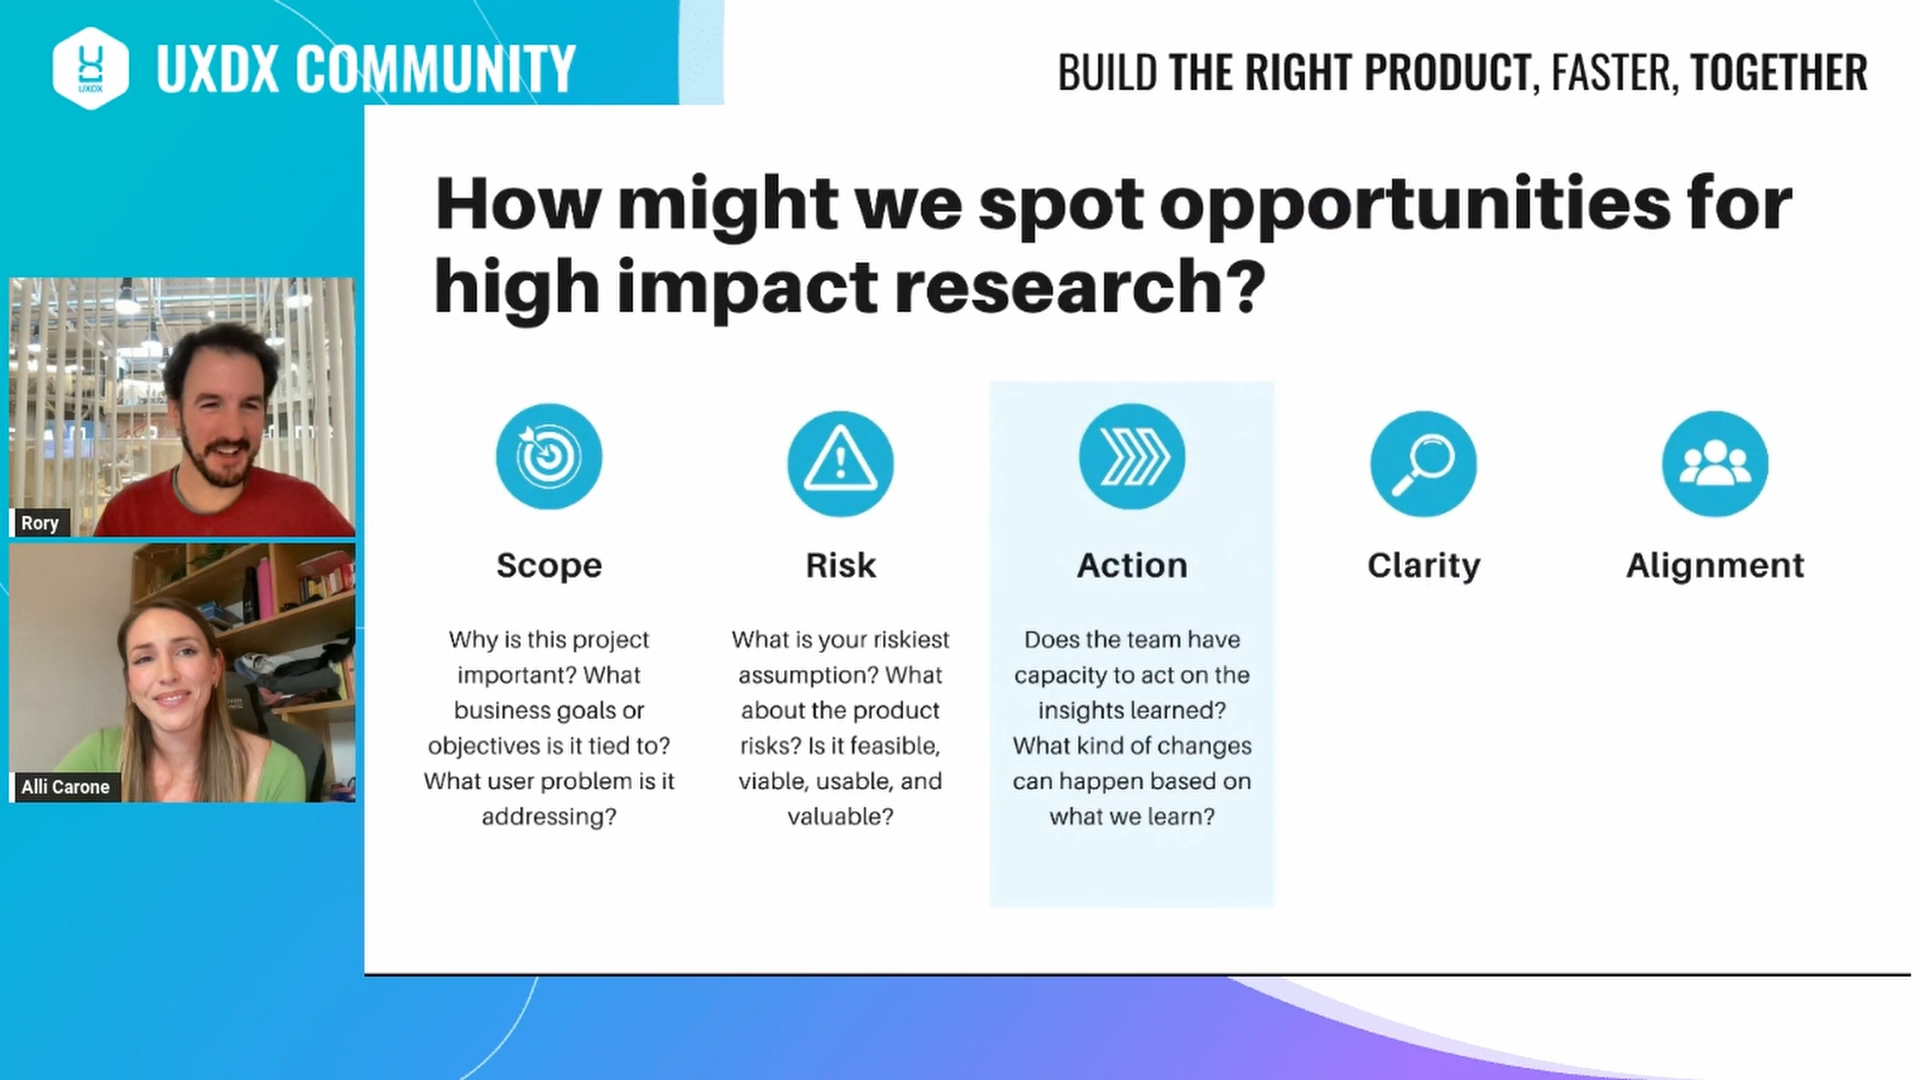 UXDX
UXDX COMMUNITY
BUILD THE RIGHT PRODUCT, FASTER, TOGETHER
How might we spot opportunities for
high impact research?
Rory
Alli Carone
Scope
Why is this project
important? What
business goals or
objectives is it tied to?
What user problem is it
addressing?
Risk
What is your riskiest
assumption? What
about the product
risks? Is it feasible,
viable, usable, and
valuable?
Action
Does the team have
capacity to act on the
insights learned?
What kind of changes
can happen based on
what we learn?
Clarity
Alignment